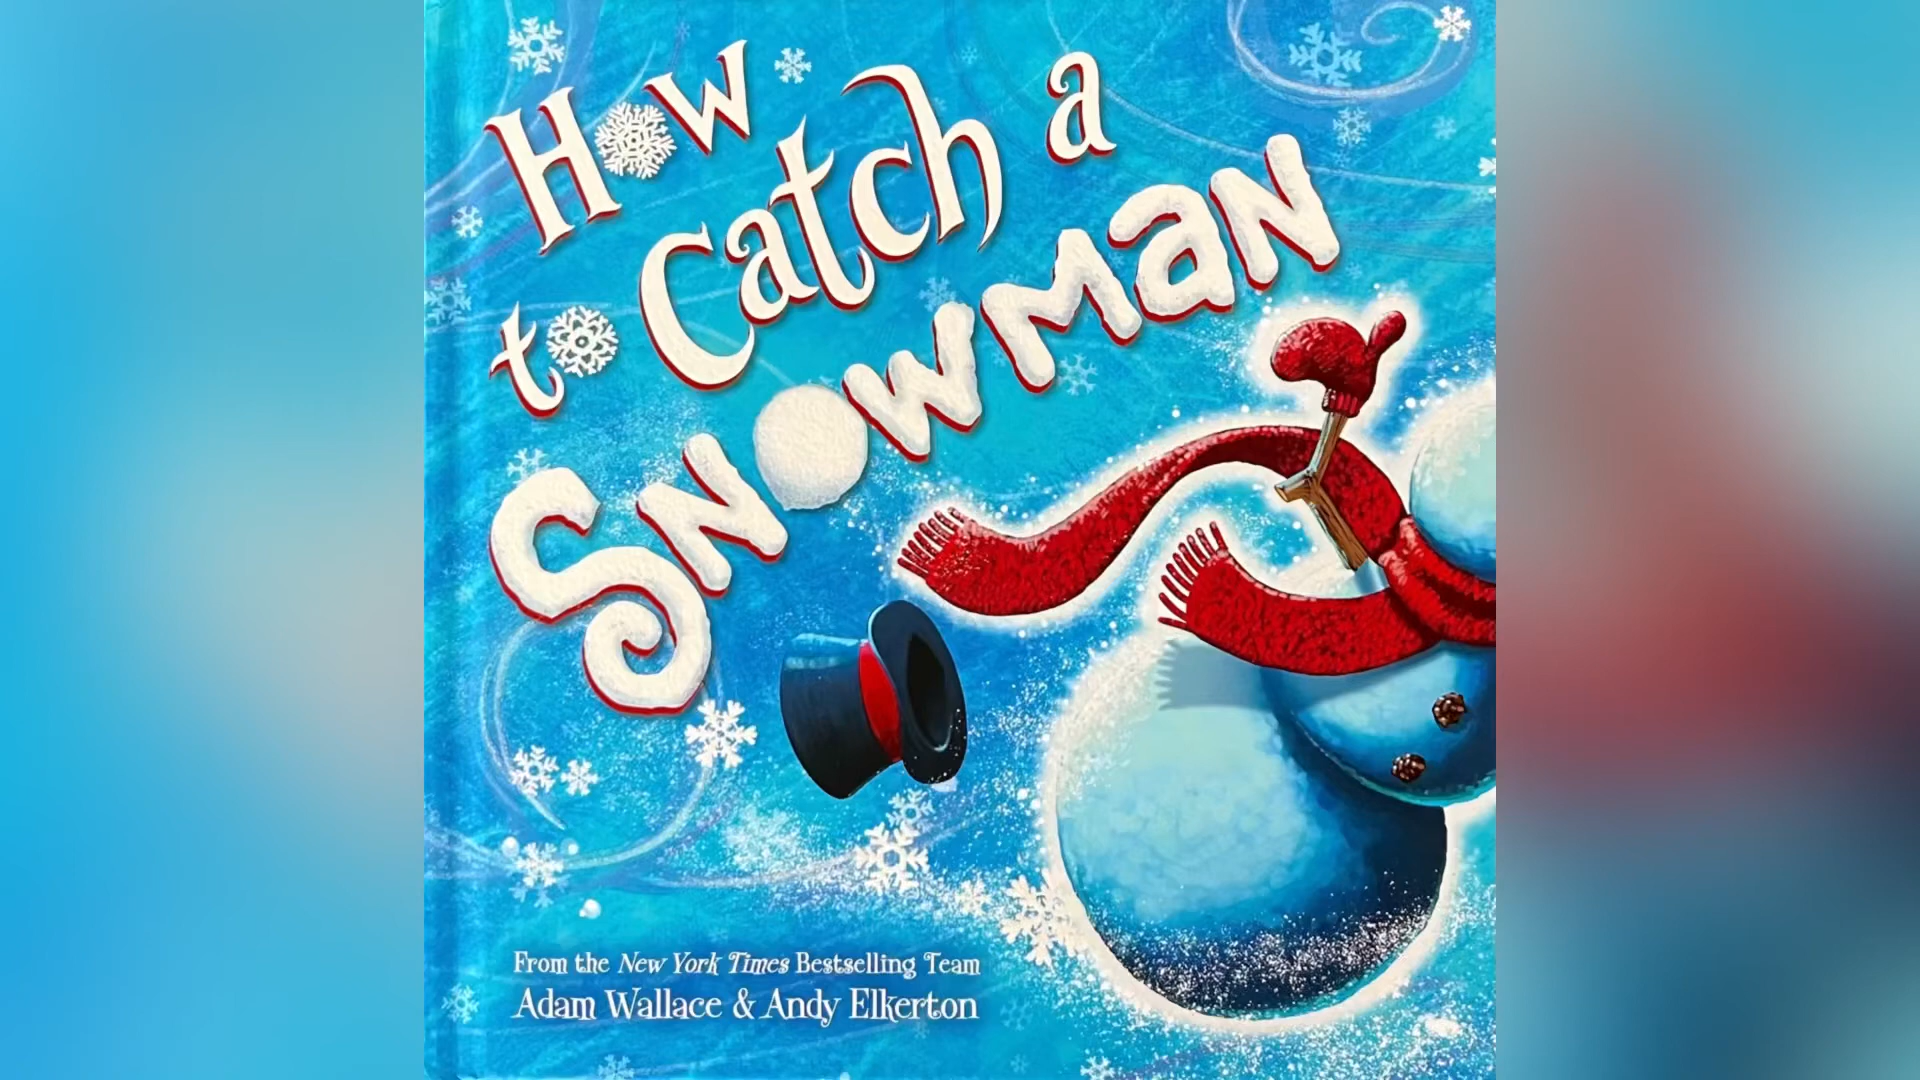 How
to Catch a
Snowman
From the New York Times Bestselling Team
Adam Wallace & Andy Elkerton